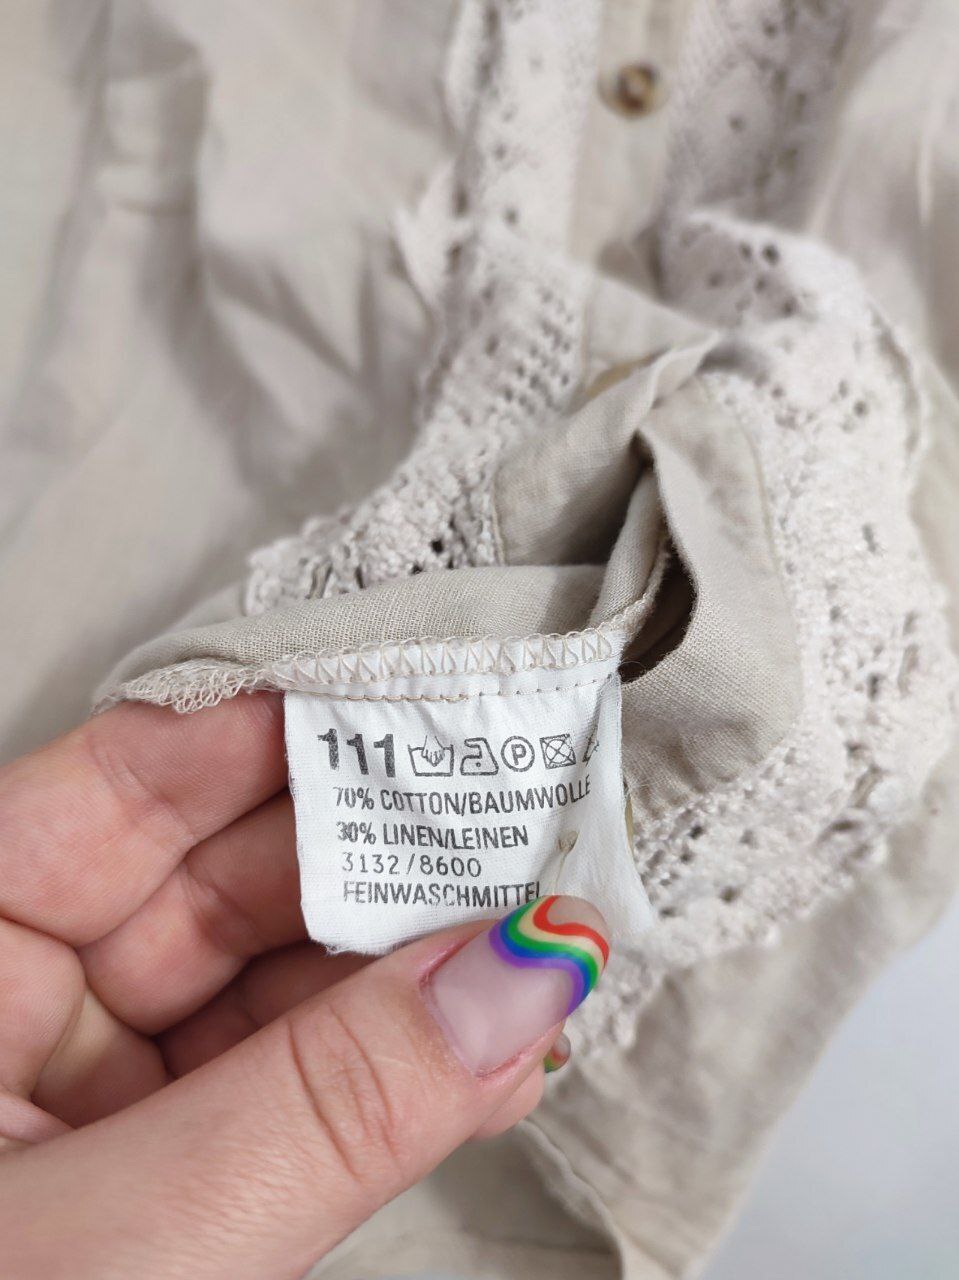 111 P
70% COTTON/BAUMWOLLE
30% LINEN/LEINEN
3132/8600
FEINWASCHMITTEL